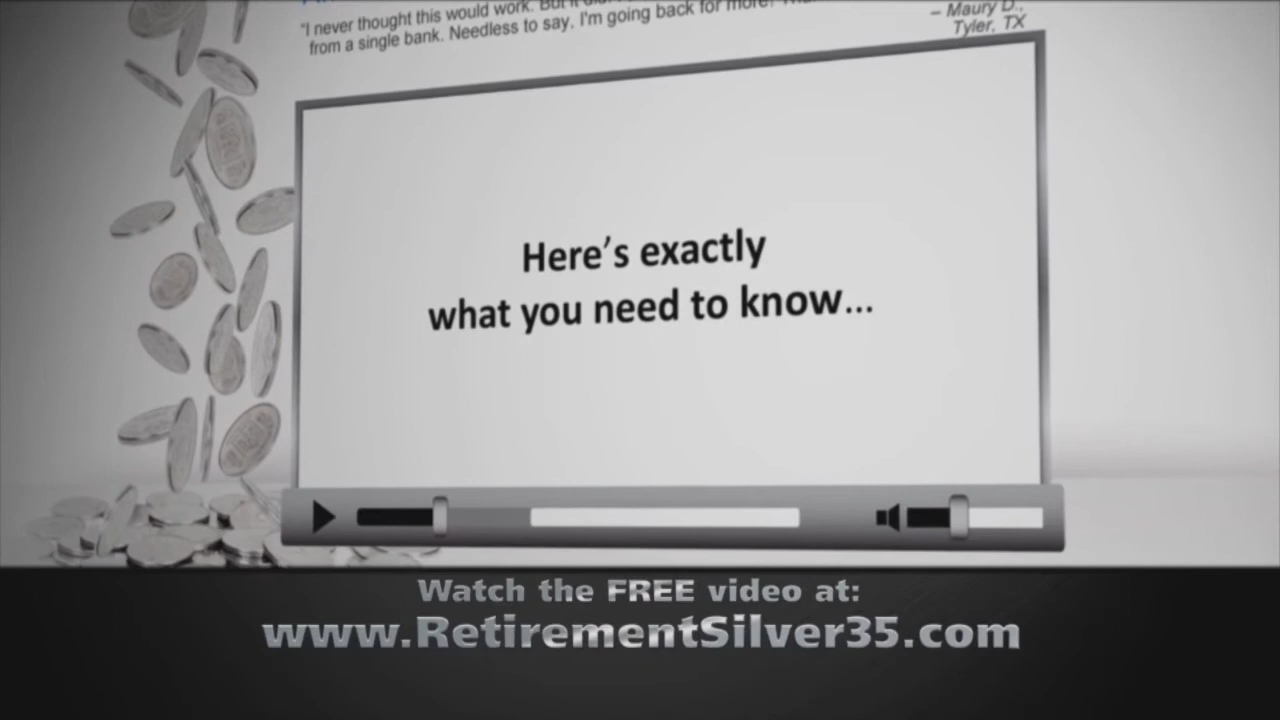 "I never thought this would work. But it did
from a single bank. Needless to say, I'm going back for more!
– Maury D.,
Tyler, TX
Here's exactly
what you need to know...
Watch the FREE video at:
www.RetirementSilver35.com